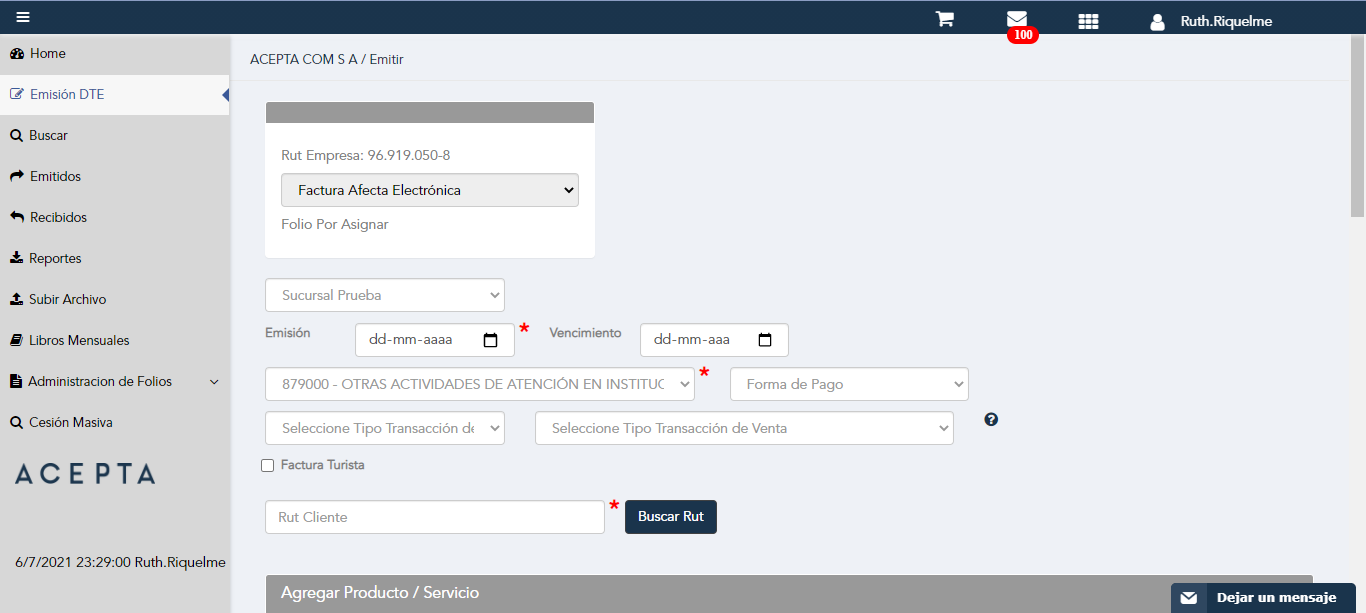 100
Ruth.Riquelme
Home
Emisión DTE
Buscar
Emitidos
Recibidos
Reportes
Subir Archivo
Libros Mensuales
Administracion de Folios
Cesión Masiva
ACEPTA
6/7/2021 23:29:00 Ruth.Riquelme
ACEPTA COM S A / Emitir
Rut Empresa: 96.919.050-8
Factura Afecta Electrónica
Folio Por Asignar
Sucursal Prueba
Emisión dd-mm-aaaa * Vencimiento dd-mm-aaa
879000 - OTRAS ACTIVIDADES DE ATENCIÓN EN INSTITUC * Forma de Pago
Seleccione Tipo Transacción de Seleccione Tipo Transacción de Venta ?
Factura Turista
Rut Cliente * Buscar Rut
Agregar Producto / Servicio
Dejar un mensaje